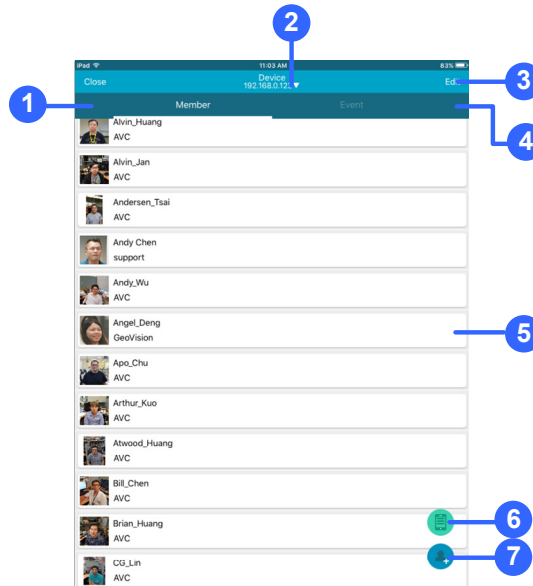 2
iPad 11:03 AM 83%
Close Device Edit 3
192.168.0.122 ▼
1 Member Event
4
Alvin_Huang
AVC
Alvin_Jan
AVC
Andersen_Tsai
AVC
Andy Chen
support
Andy_Wu
AVC
Angel_Deng
GeoVision
5
Apo_Chu
AVC
Arthur_Kuo
AVC
Atwood_Huang
AVC
Bill_Chen
AVC
Brian_Huang
AVC
6
CG_Lin
AVC
7